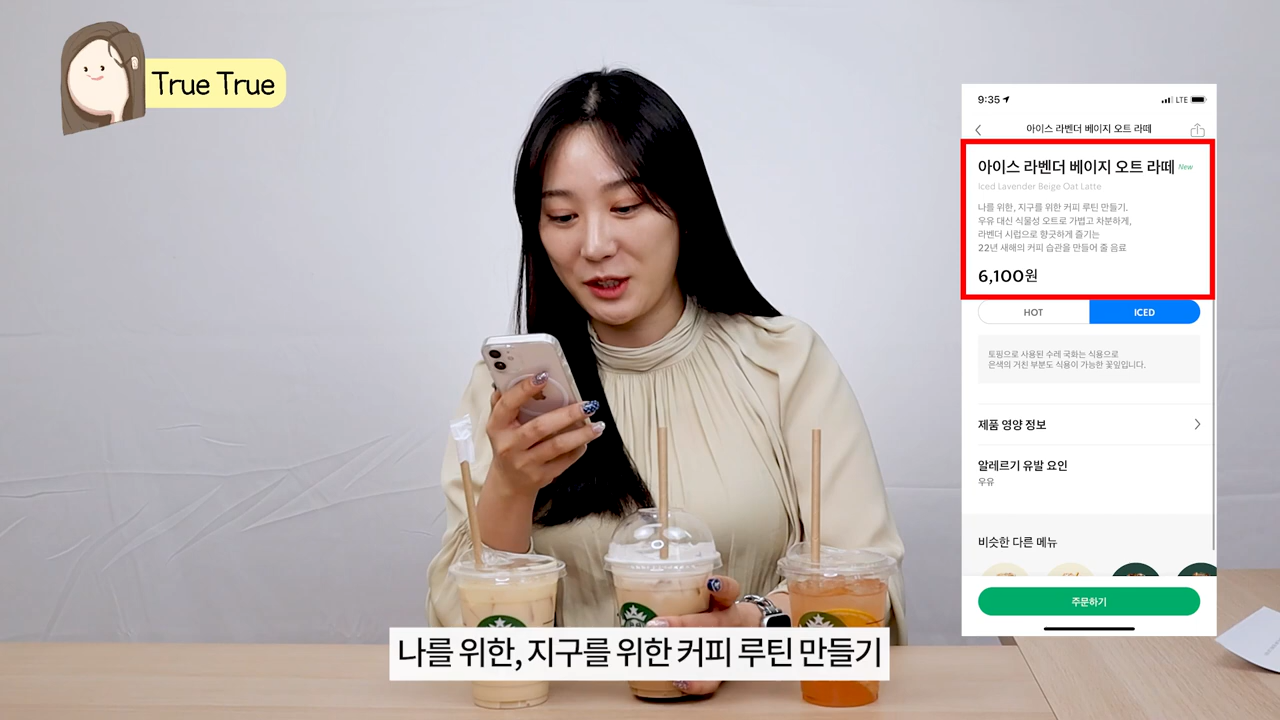 True True
9:35
LTE
아이스 라벤더 베이지 오트 라떼
아이스 라벤더 베이지 오트 라떼 New
Iced Lavender Beige Oat Latte
나를 위한, 지구를 위한 커피 루틴 만들기.
우유 대신 식물성 오트로 가볍고 차분하게,
라벤더 시럽으로 향긋하게 즐기는
22년 새해의 커피 습관을 만들어 줄 음료
6,100원
HOT
ICED
토핑으로 사용된 수레 국화는 식용으로
은색의 거친 부분도 식용이 가능한 꽃잎입니다.
제품 영양 정보
알레르기 유발 요인
우유
비슷한 다른 메뉴
주문하기
나를 위한, 지구를 위한 커피 루틴 만들기